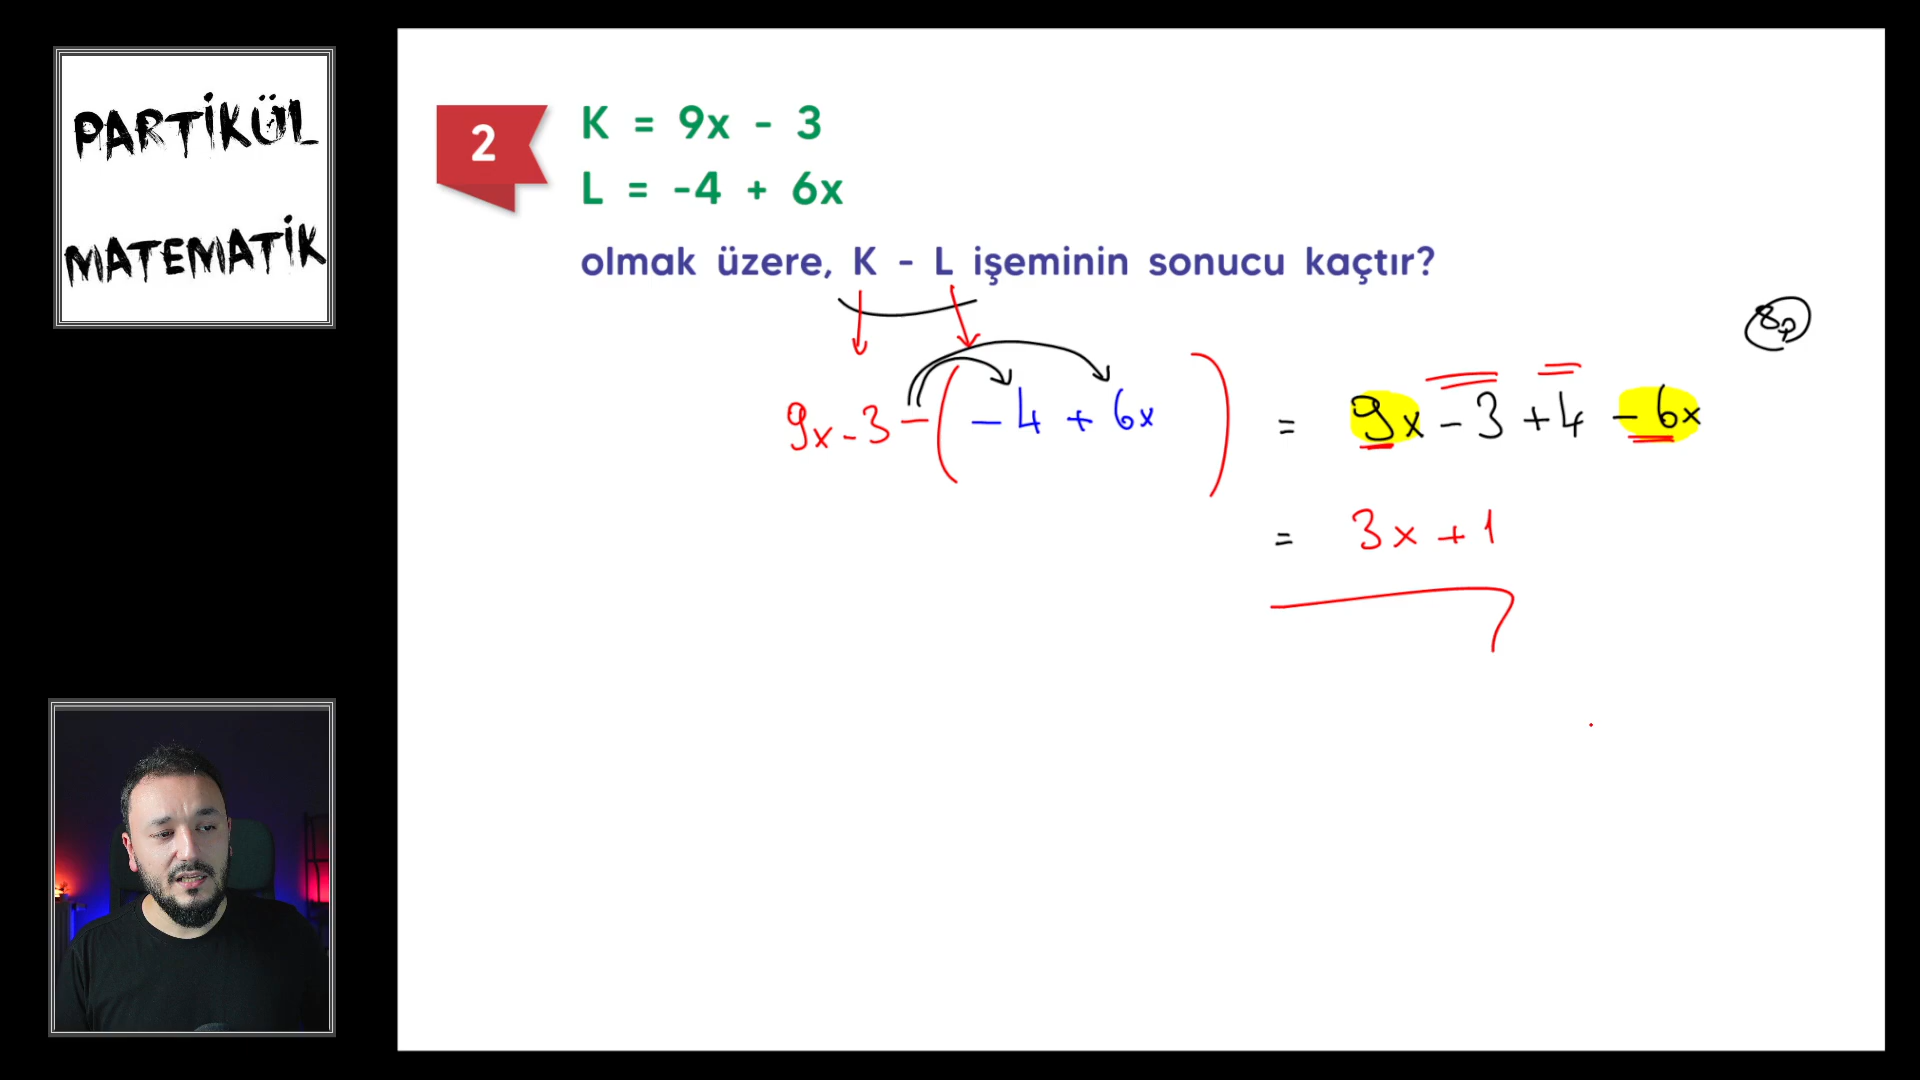 PARTİKÜL
MATEMATİK
2
K = 9x - 3
L = -4 + 6x
olmak üzere, K - L işeminin sonucu kaçtır?
9x - 3 - ( - 4 + 6x ) = 9x - 3 + 4 - 6x
= 3x + 1